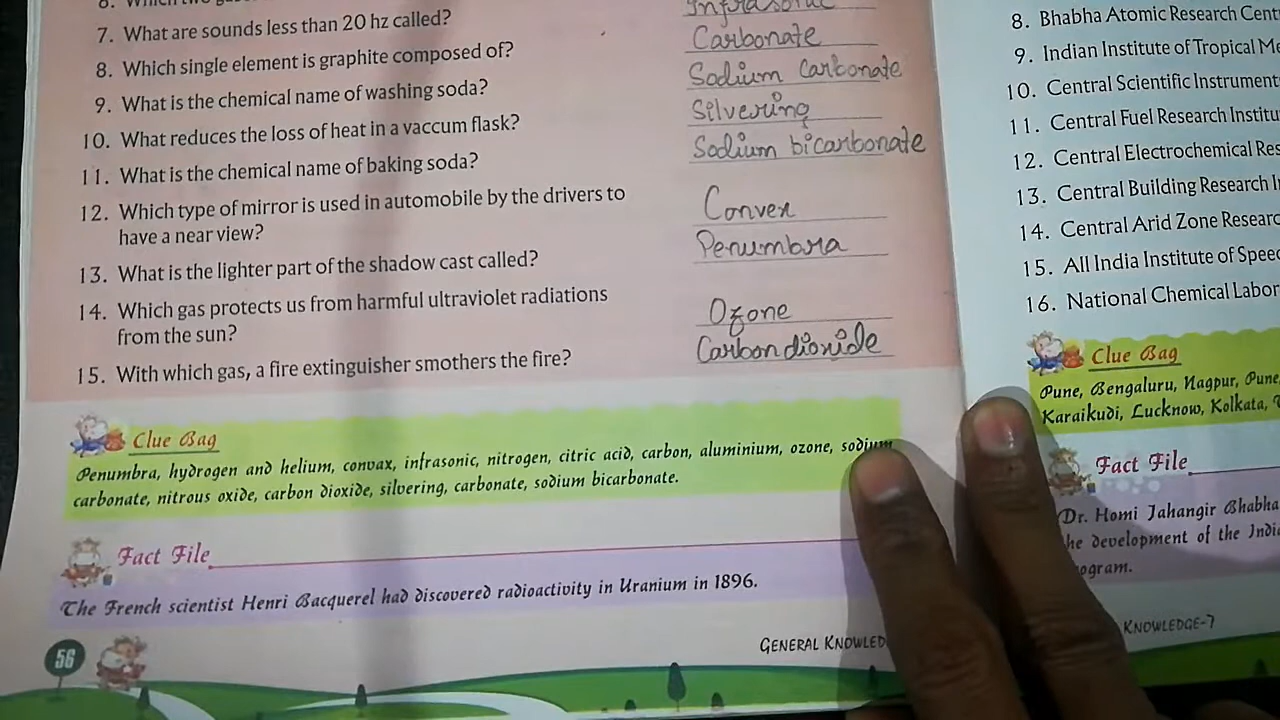 7. What are sounds less than 20 hz called?
Infrasonic
8. Which single element is graphite composed of?
Carbonate
9. What is the chemical name of washing soda?
Sodium Carbonate
10. What reduces the loss of heat in a vaccum flask?
Silvering
11. What is the chemical name of baking soda?
Sodium bicarbonate
12. Which type of mirror is used in automobile by the drivers to
have a near view?
Convex
13. What is the lighter part of the shadow cast called?
Penumbra
14. Which gas protects us from harmful ultraviolet radiations
from the sun?
Ozone
15. With which gas, a fire extinguisher smothers the fire?
Carbondioxide
Clue Bag
Penumbra, hydrogen and helium, convax, infrasonic, nitrogen, citric acid, carbon, aluminium, ozone, sodium
carbonate, nitrous oxide, carbon dioxide, silvering, carbonate, sodium bicarbonate.
Fact File
The French scientist Henri Bacquerel had discovered radioactivity in Uranium in 1896.
56
GENERAL KNOWLED
8. Bhabha Atomic Research Cent
9. Indian Institute of Tropical Me
10. Central Scientific Instrument
11. Central Fuel Research Institu
12. Central Electrochemical Res
13. Central Building Research I
14. Central Arid Zone Researc
15. All India Institute of Speec
16. National Chemical Labor
Clue Bag
Pune, Bengaluru, Nagpur, Pune,
Karaikudi, Lucknow, Kolkata,
Fact File
Dr. Homi Jahangir Bhabha
he development of the Indi
ogram.
KNOWLEDGE-7